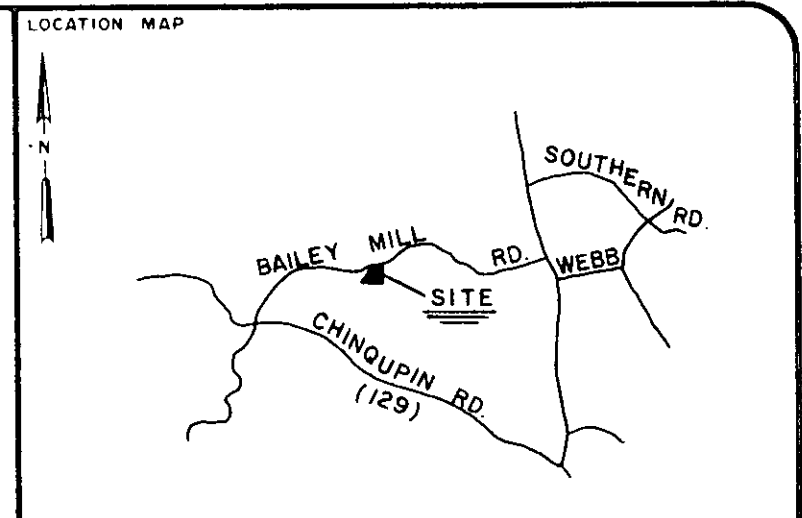 LOCATION MAP
N
SOUTHERN RD.
BAILEY MILL RD.
WEBB
SITE
CHINQUPIN RD.
(129)